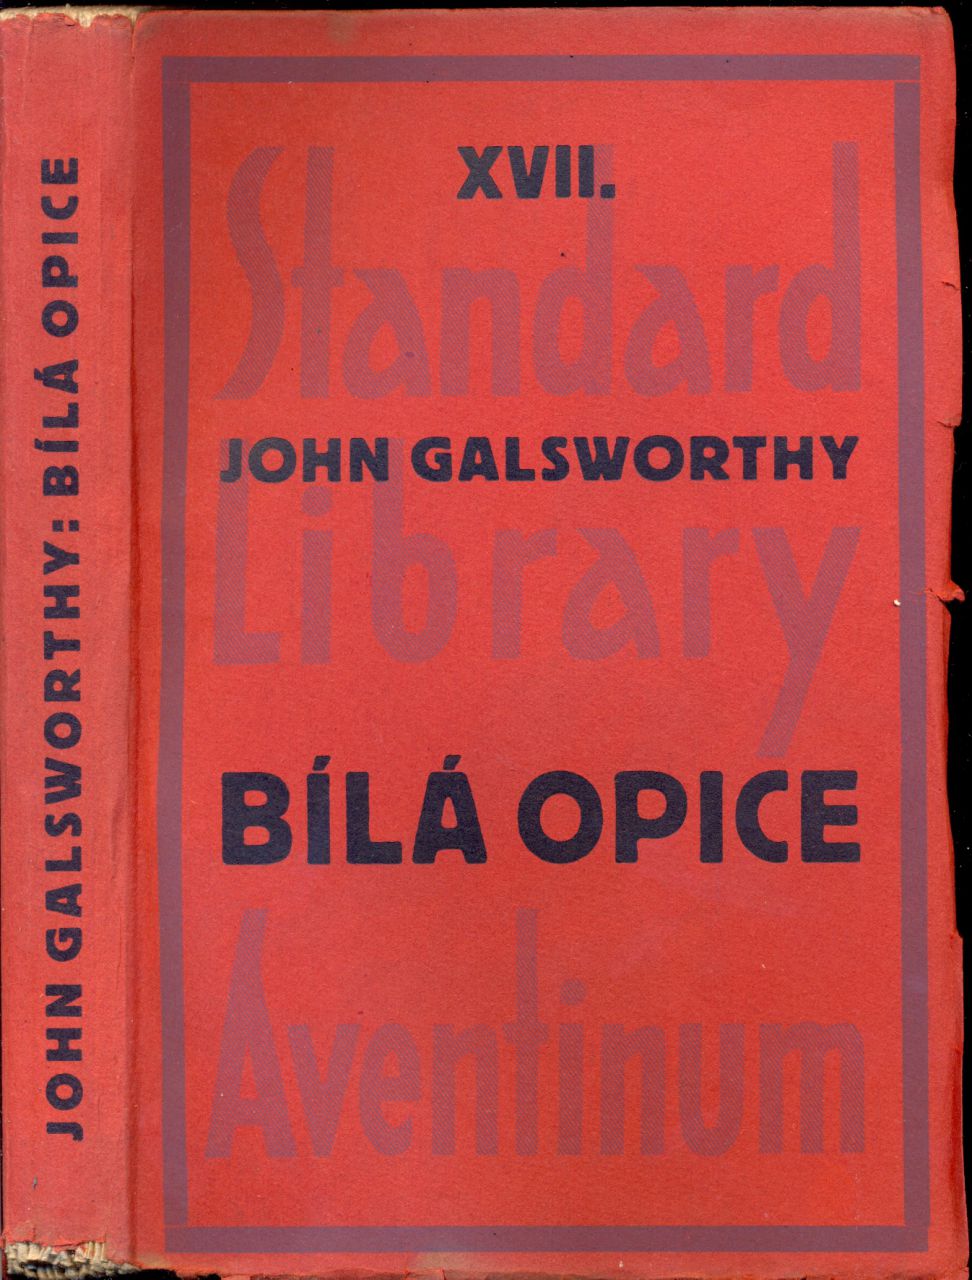 JOHN GALSWORTHY: BÍLÁ OPICE
XVII.
Standard
JOHN GALSWORTHY
Library
BÍLÁ OPICE
Aventinum